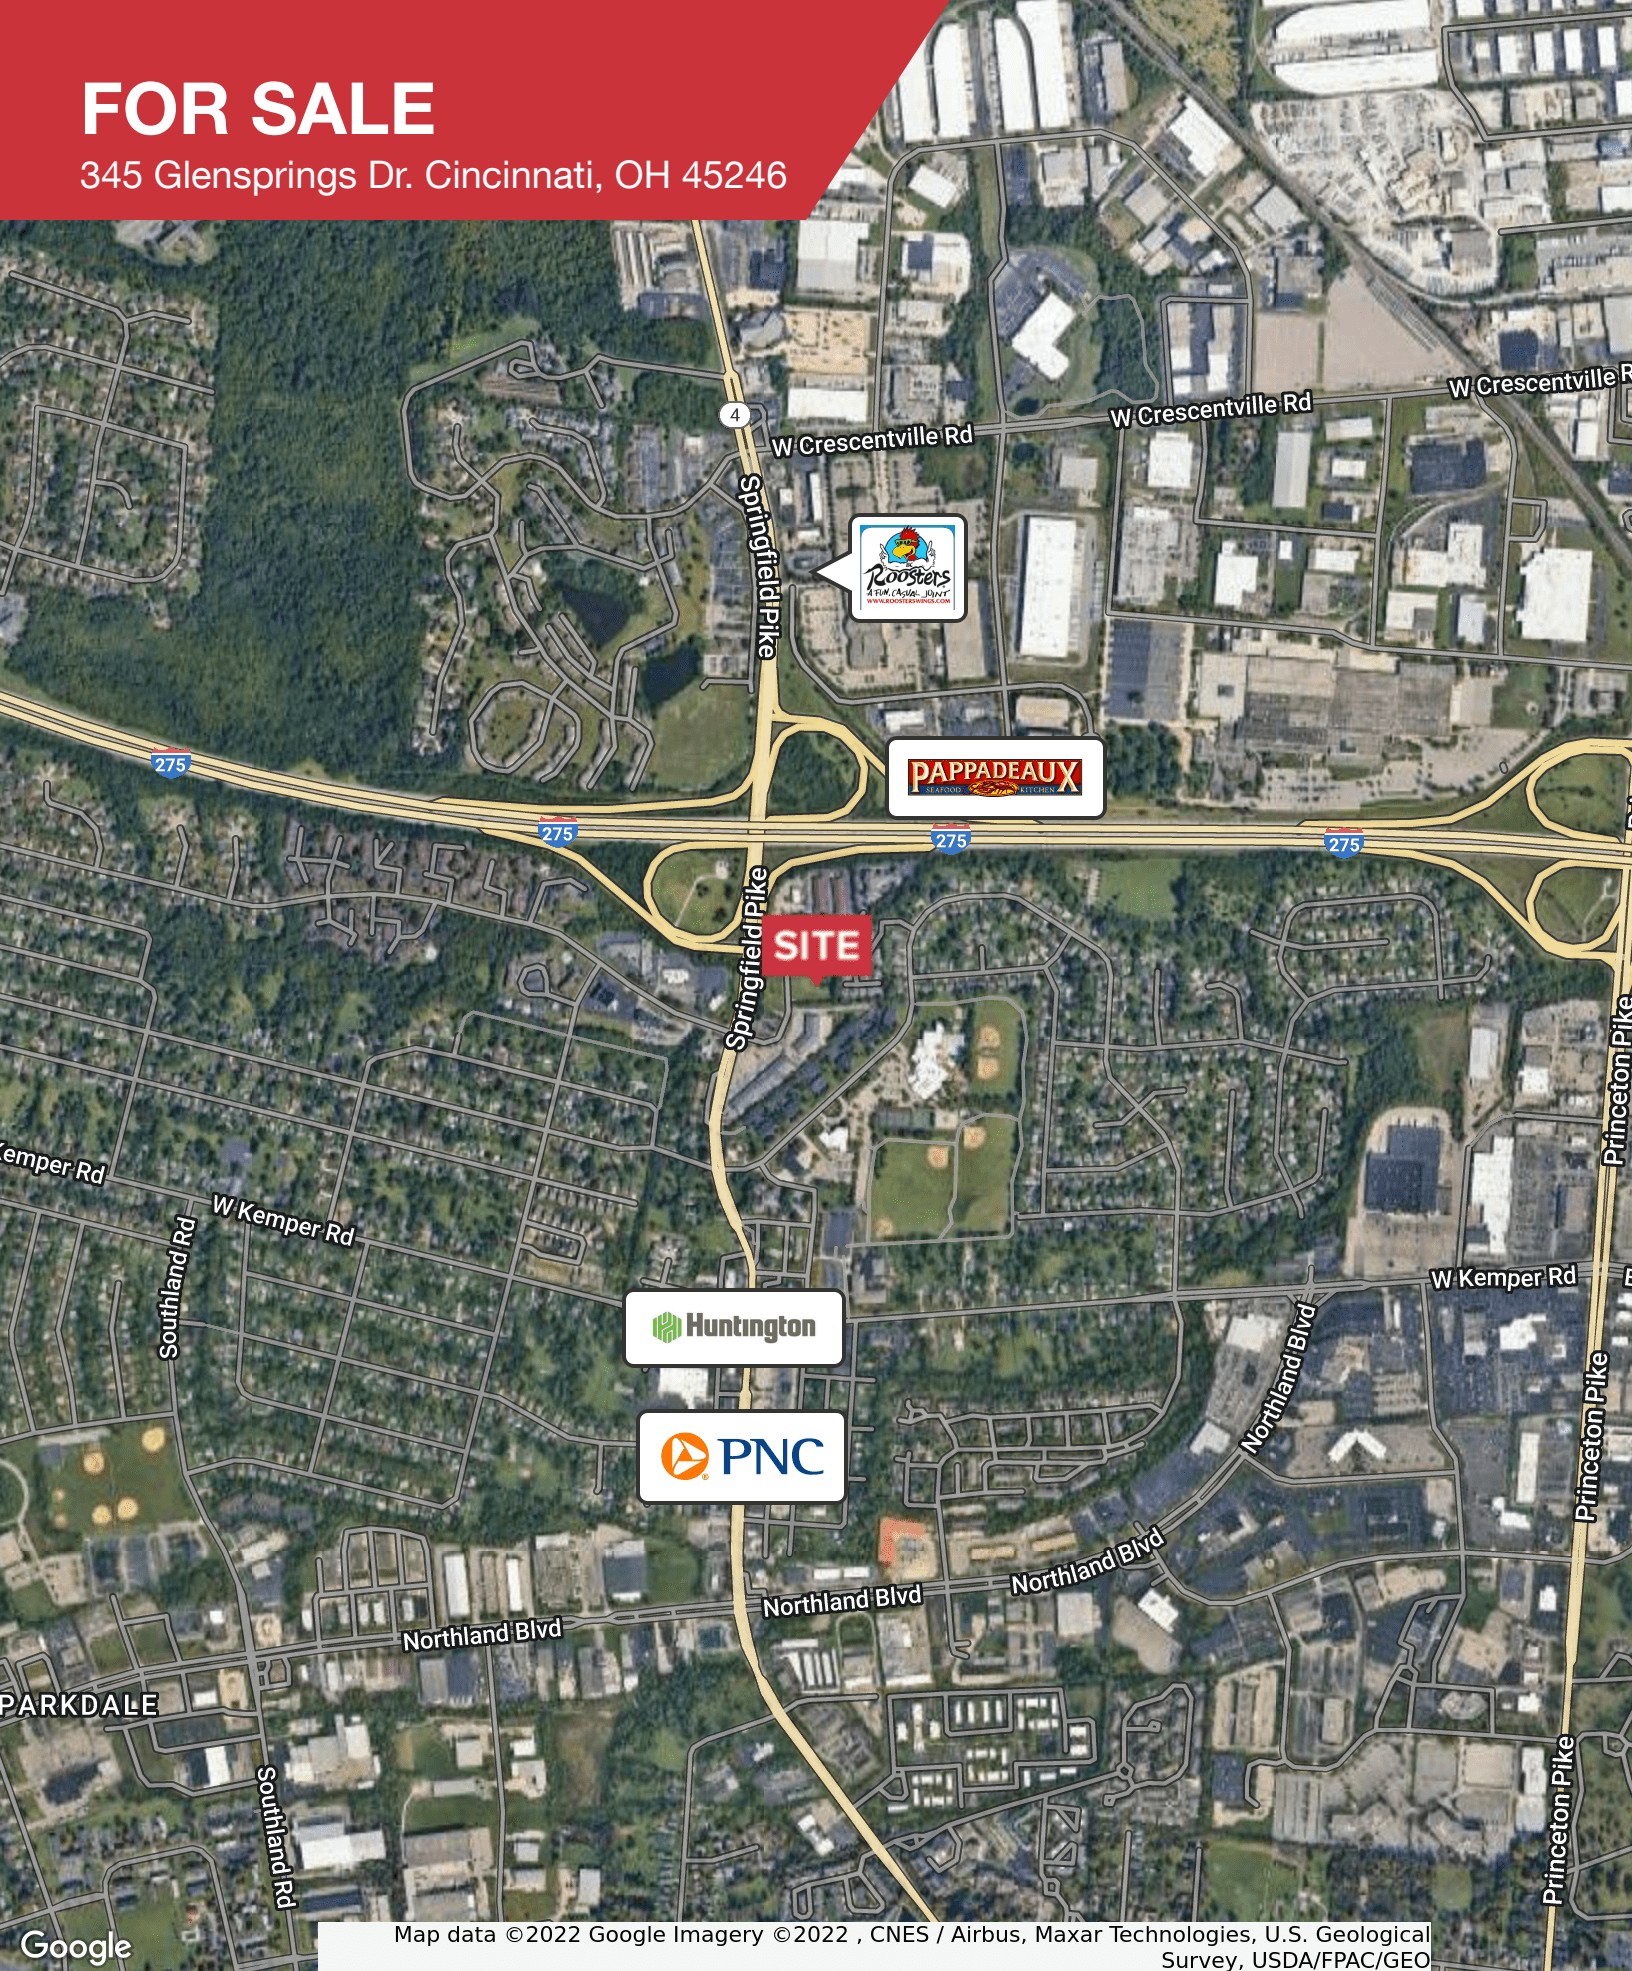 FOR SALE
345 Glensprings Dr. Cincinnati, OH 45246
W Crescentville
W Crescentville Rd
4
W Crescentville Rd
Springfield Pike
Roosters
A FUN, CASUAL JOINT
WWW.ROOSTERSWINGS.COM
275
PAPPADEAUX
SEAFOOD KITCHEN
275
275
275
Springfield Pike
SITE
Princeton Pike
Kemper Rd
W Kemper Rd
Southland Rd
W Kemper Rd
Huntington
Northland Blvd
Princeton Pike
PNC
Northland Blvd
Northland Blvd
Northland Blvd
PARKDALE
Southland Rd
Princeton Pike
Google
Map data ©2022 Google Imagery ©2022 , CNES / Airbus, Maxar Technologies, U.S. Geological
Survey, USDA/FPAC/GEO